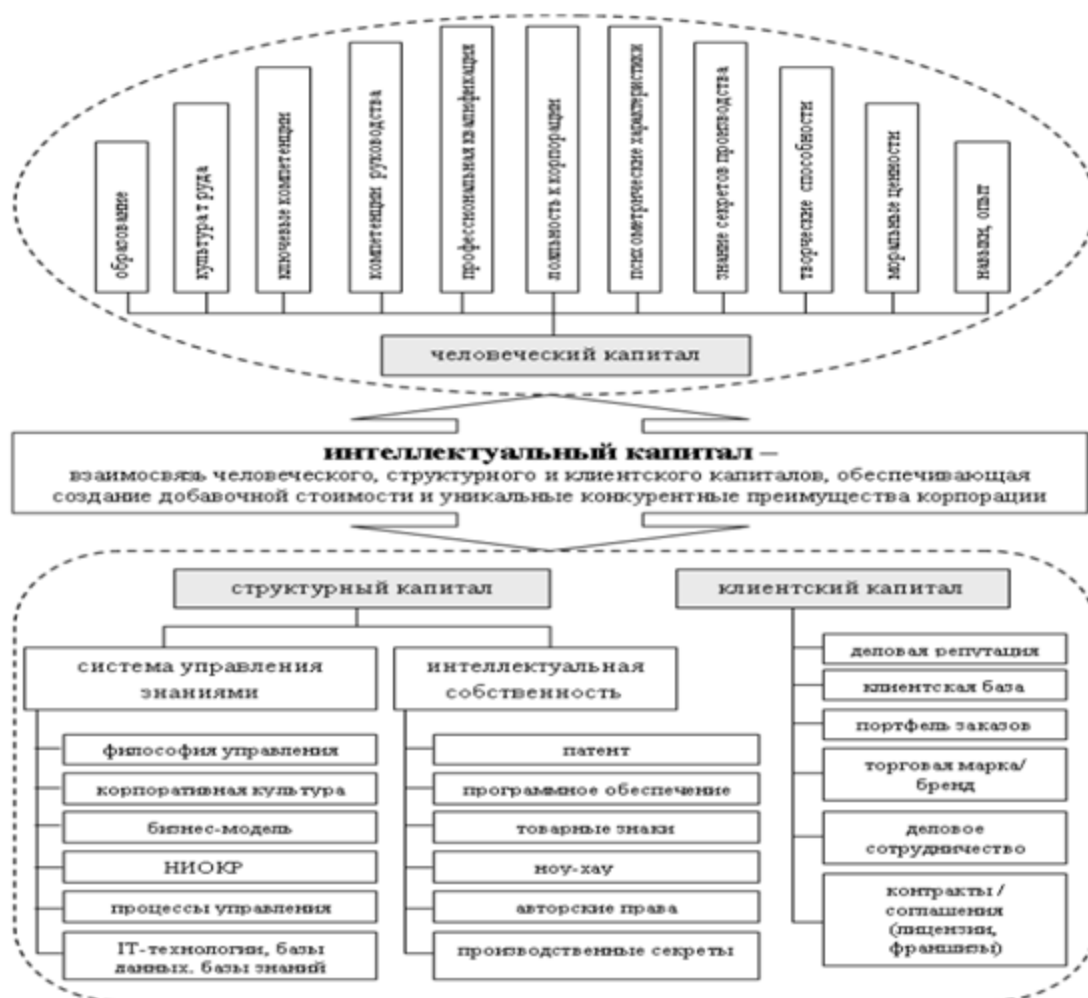 образование
культура труда
ключевые компетенции
компетенции руководства
профессиональная квалификация
лояльность к корпорации
психометрические характеристики
знание секретов производства
творческие способности
моральные ценности
навыки, опыт
человеческий капитал
интеллектуальный капитал –
взаимосвязь человеческого, структурного и клиентского капиталов, обеспечивающая
создание добавочной стоимости и уникальные конкурентные преимущества корпорации
структурный капитал
клиентский капитал
система управления
знаниями
философия управления
корпоративная культура
бизнес-модель
НИОКР
процессы управления
IT-технологии, базы
данных. базы знаний
интеллектуальная
собственность
патент
программное обеспечение
товарные знаки
ноу-хау
авторские права
производственные секреты
деловая репутация
клиентская база
портфель заказов
торговая марка/
бренд
деловое
сотрудничество
контракты /
соглашения
(лицензии,
франшизы)